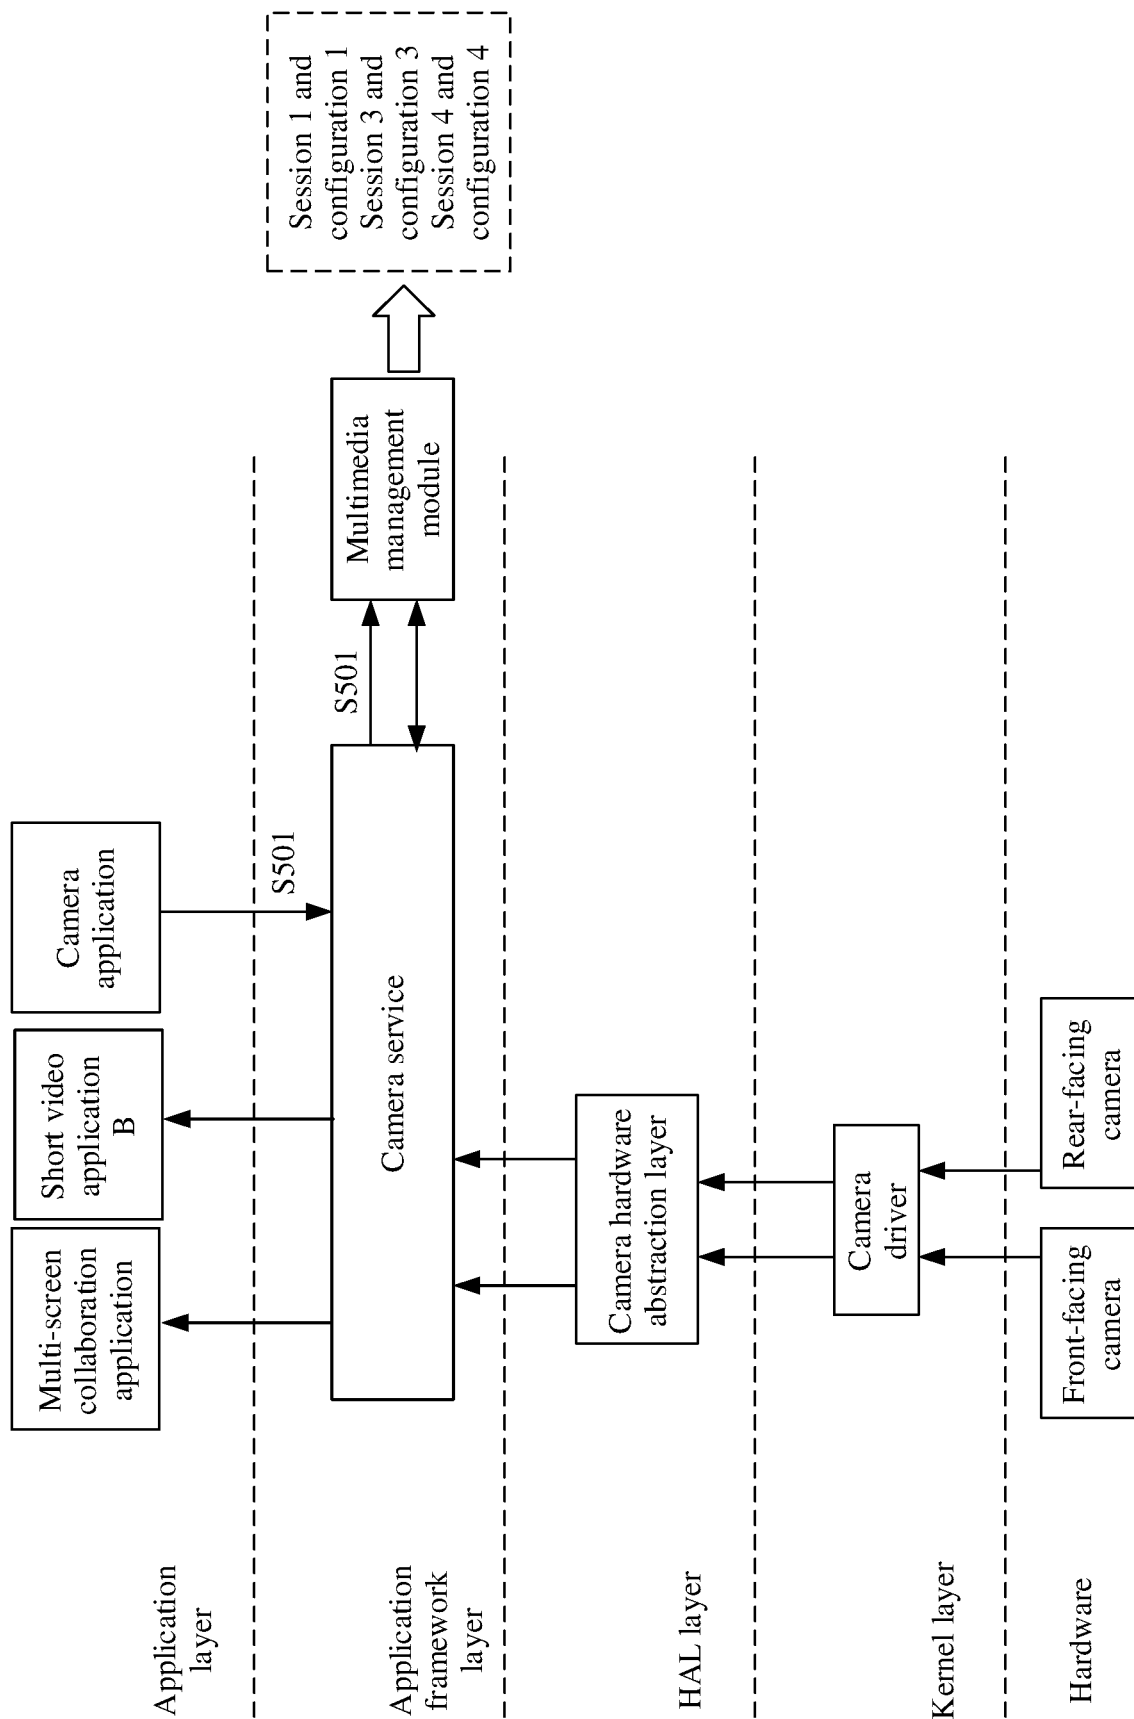 Application
layer
Multi-screen
collaboration
application
Short video
application
B
Camera
application
S501
Application
framework
layer
Camera service
S501
Multimedia
management
module
Session 1 and
configuration 1
Session 3 and
configuration 3
Session 4 and
configuration 4
HAL layer
Camera hardware
abstraction layer
Kernel layer
Camera
driver
Hardware
Front-facing
camera
Rear-facing
camera